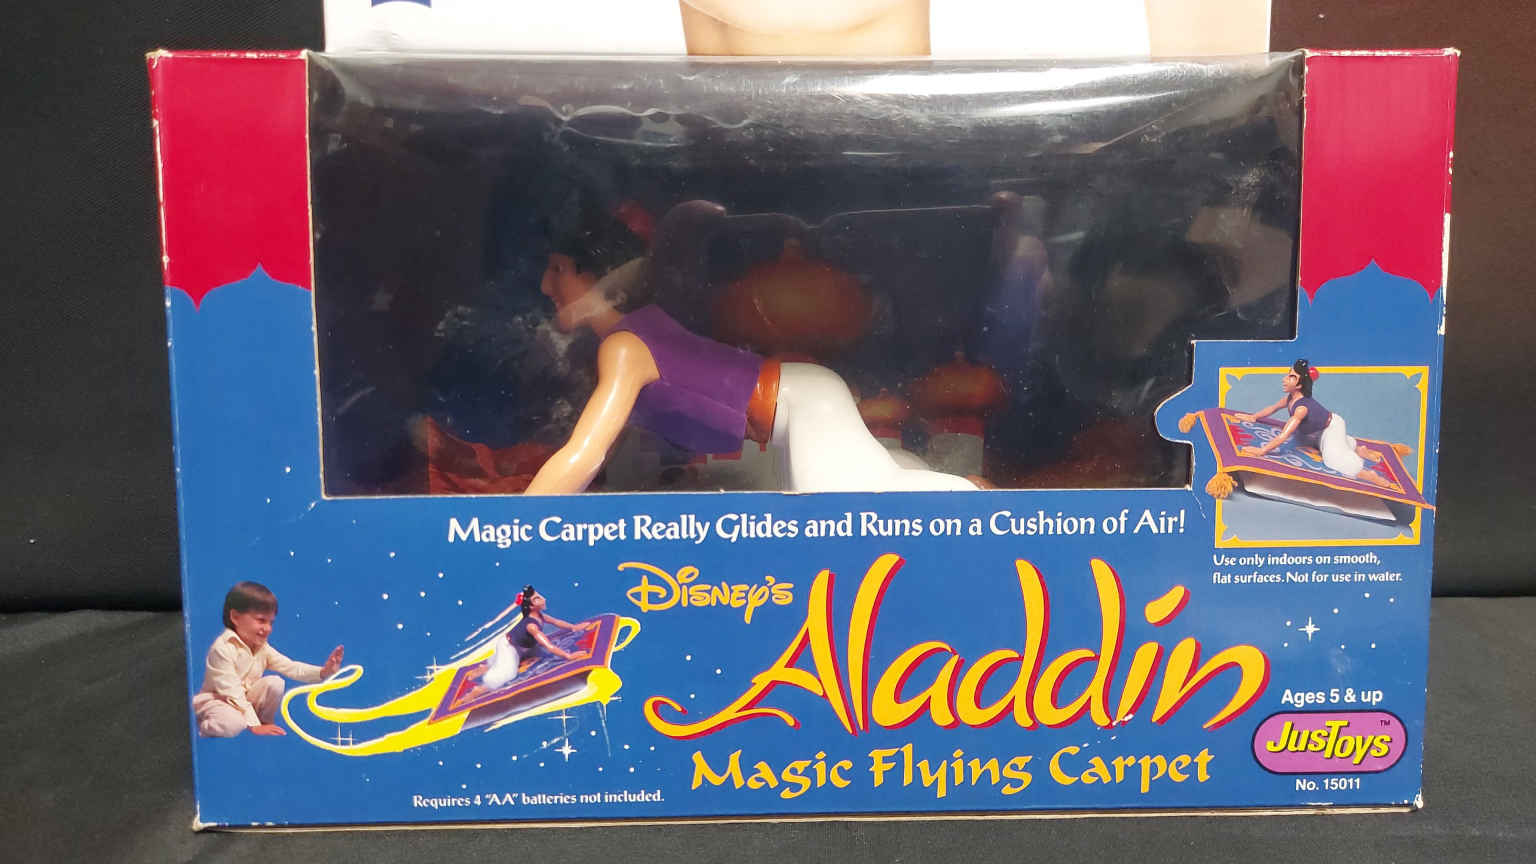 Magic Carpet Really Glides and Runs on a Cushion of Air!
Use only indoors on smooth,
flat surfaces. Not for use in water.
DISNEY'S
Aladdin
Magic Flying Carpet
Ages 5 & up
JusToys™
No. 15011
Requires 4 "AA" batteries not included.